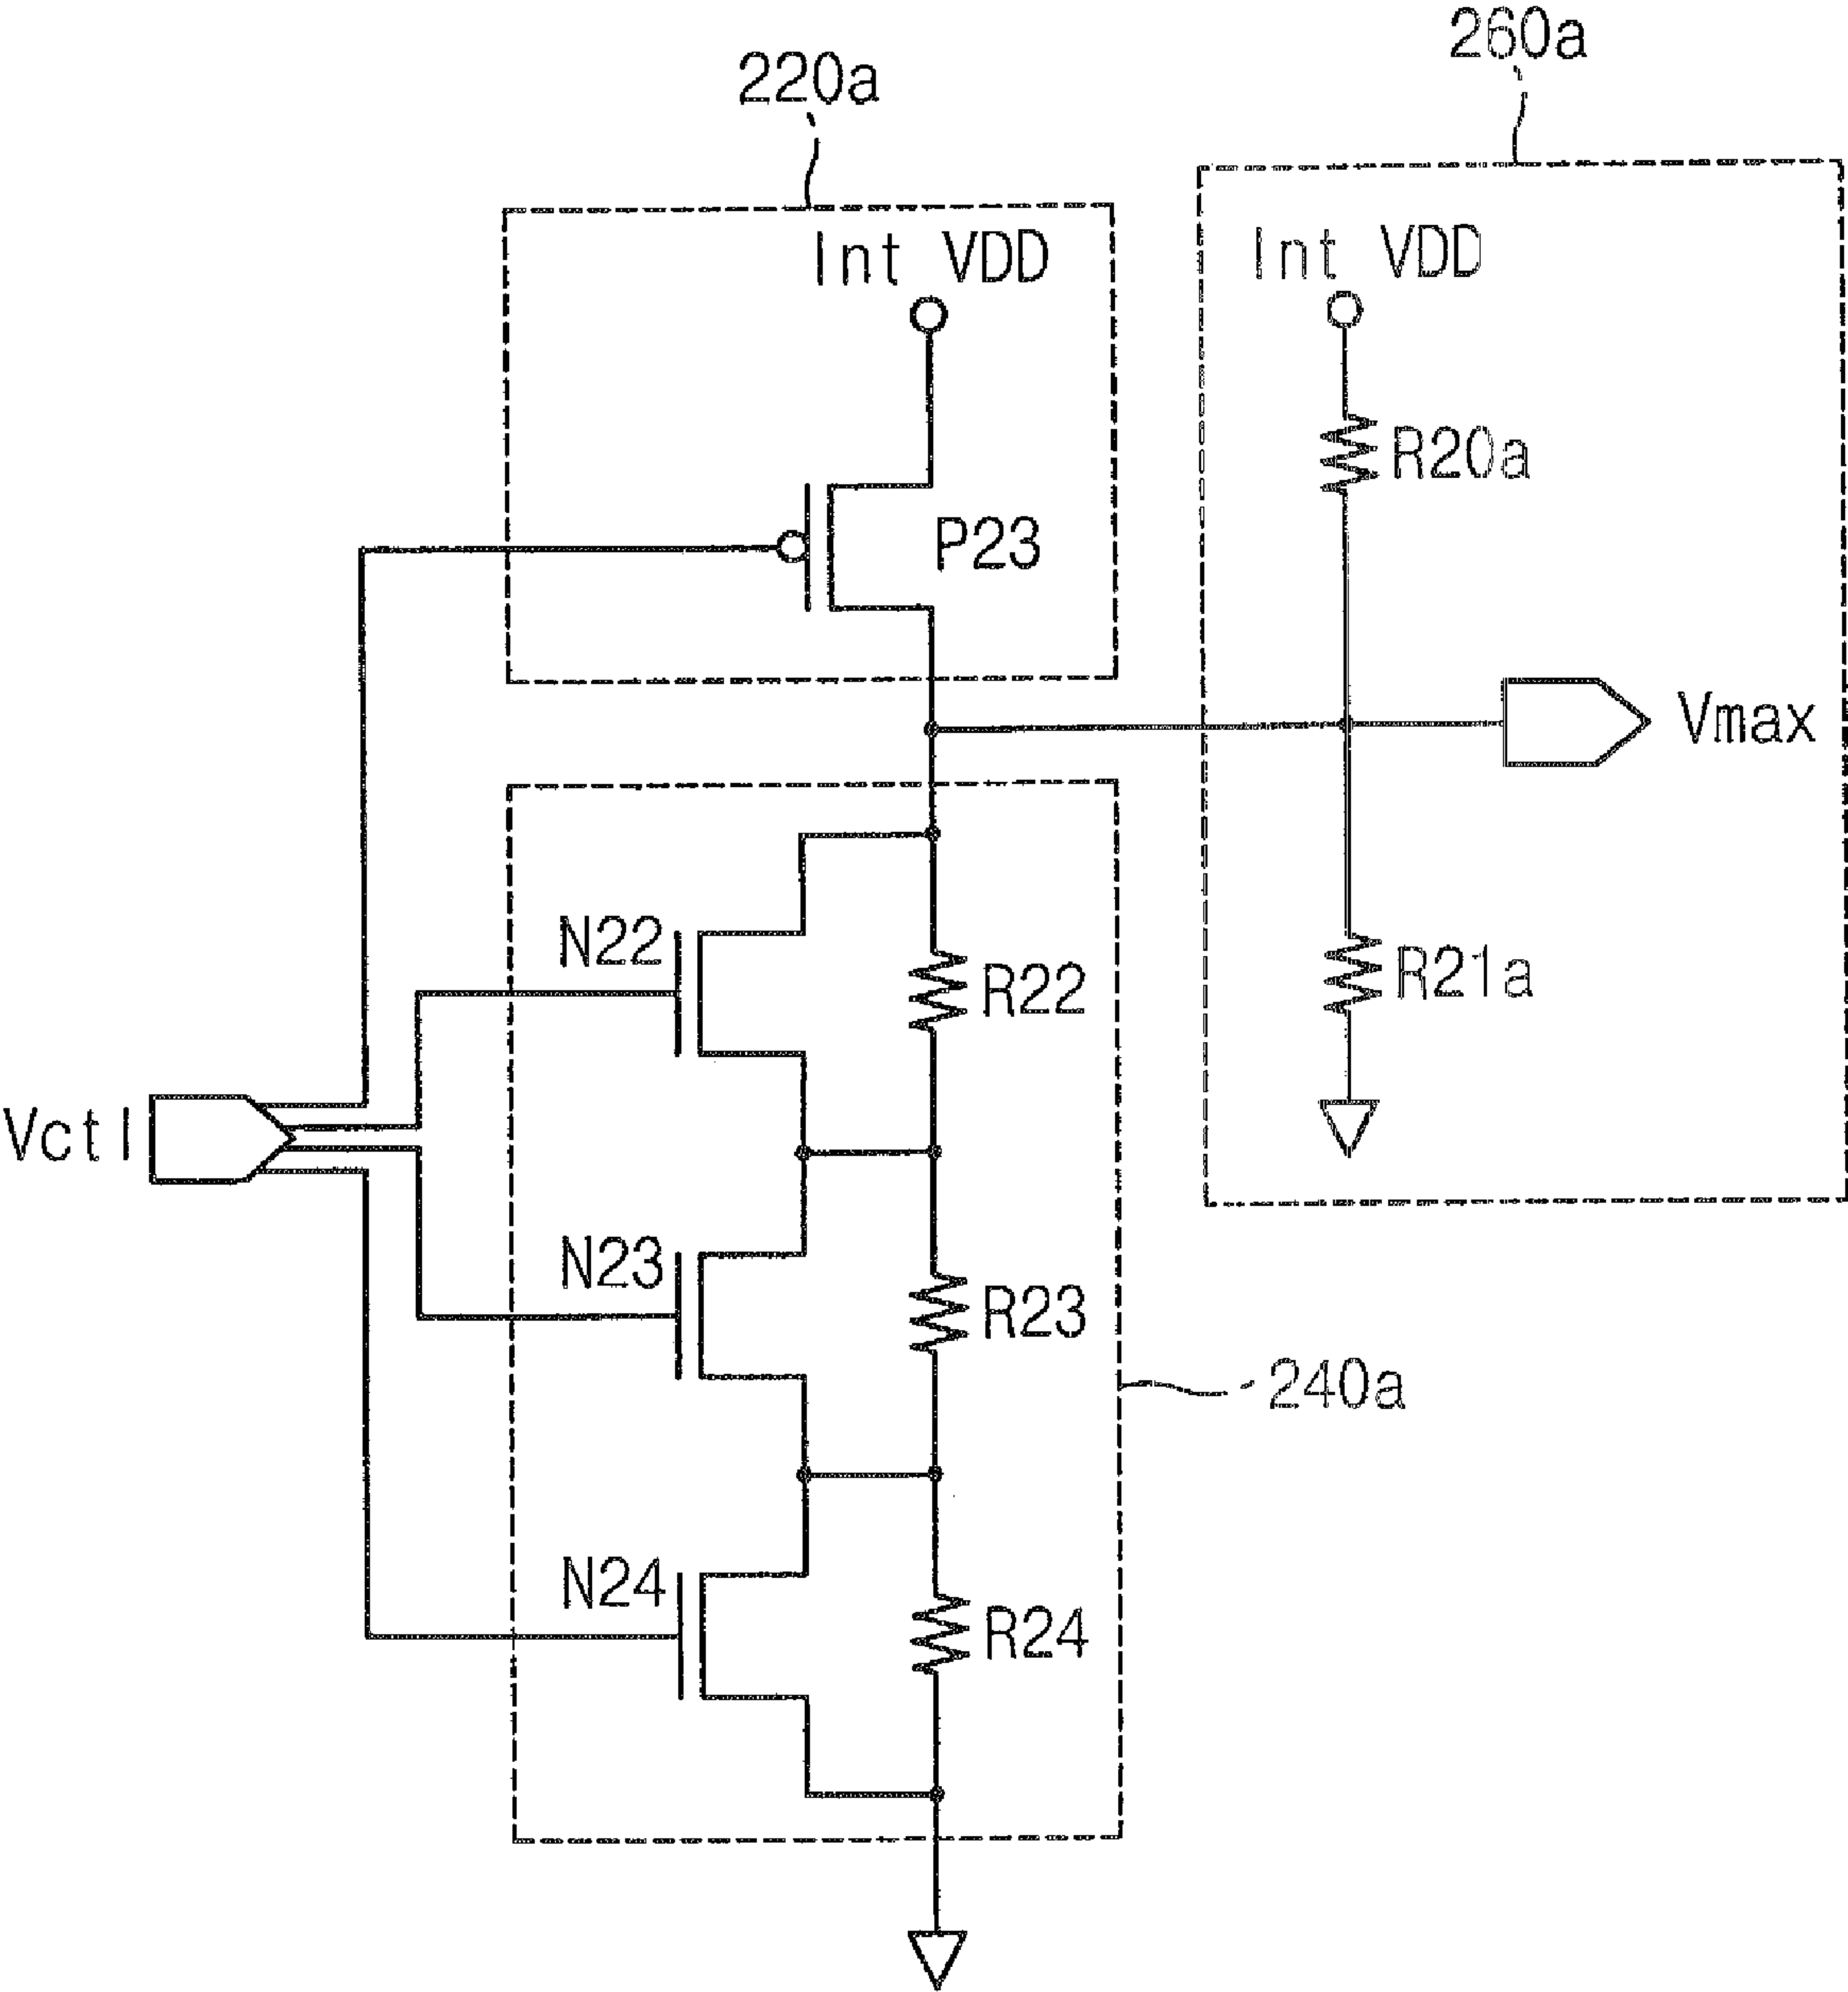 260a
220a
Int VDD
Int VDD
R20a
P23
Vmax
N22
R22
R21a
Vctl
N23
R23
240a
N24
R24